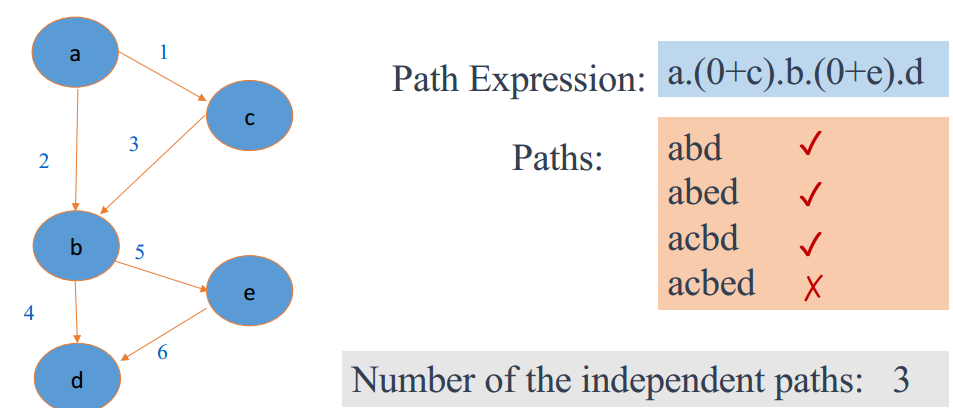 a
1
c
3
2
b
5
e
4
6
d
Path Expression: a.(0+c).b.(0+e).d
Paths:
abd ✓
abed ✓
acbd ✓
acbed ✗
Number of the independent paths: 3